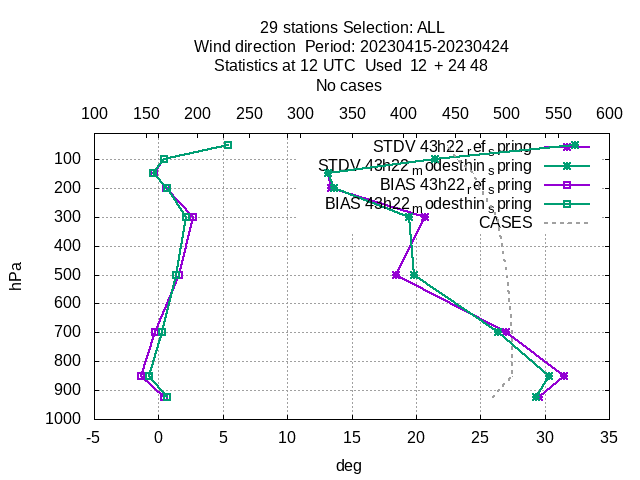 29 stations Selection: ALL
Wind direction  Period: 20230415-20230424
Statistics at 12 UTC  Used  12  + 24 48
No cases
100 150 200 250 300 350 400 450 500 550 600
STDV 43h22_ref_spring
100
STDV 43h22_modesthin_spring
BIAS 43h22_ref_spring
200
BIAS 43h22_modesthin_spring
300
CASES
400
hPa
500
600
700
800
900
1000
-5 0 5 10 15 20 25 30 35
deg